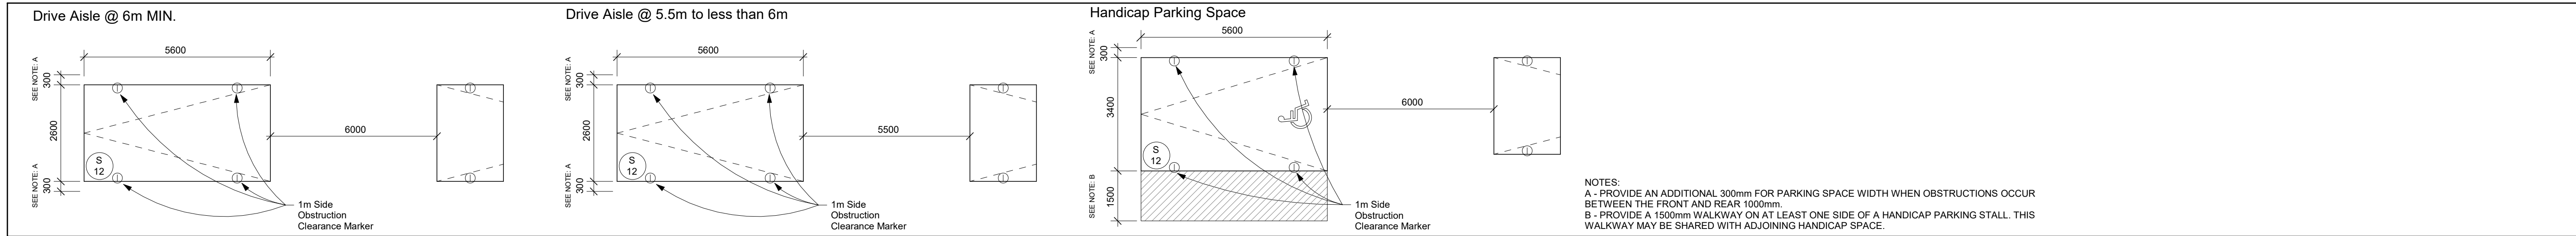 Drive Aisle @ 6m MIN.
5600
SEE NOTE: A
300
2600
6000
S
12
SEE NOTE: A
300
1m Side
Obstruction
Clearance Marker
Drive Aisle @ 5.5m to less than 6m
5600
SEE NOTE: A
300
2600
5500
S
12
SEE NOTE: A
300
1m Side
Obstruction
Clearance Marker
Handicap Parking Space
5600
SEE NOTE: A
300
3400
6000
S
12
SEE NOTE: B
1500
1m Side
Obstruction
Clearance Marker
NOTES:
A - PROVIDE AN ADDITIONAL 300mm FOR PARKING SPACE WIDTH WHEN OBSTRUCTIONS OCCUR
BETWEEN THE FRONT AND REAR 1000mm.
B - PROVIDE A 1500mm WALKWAY ON AT LEAST ONE SIDE OF A HANDICAP PARKING STALL. THIS
WALKWAY MAY BE SHARED WITH ADJOINING HANDICAP SPACE.